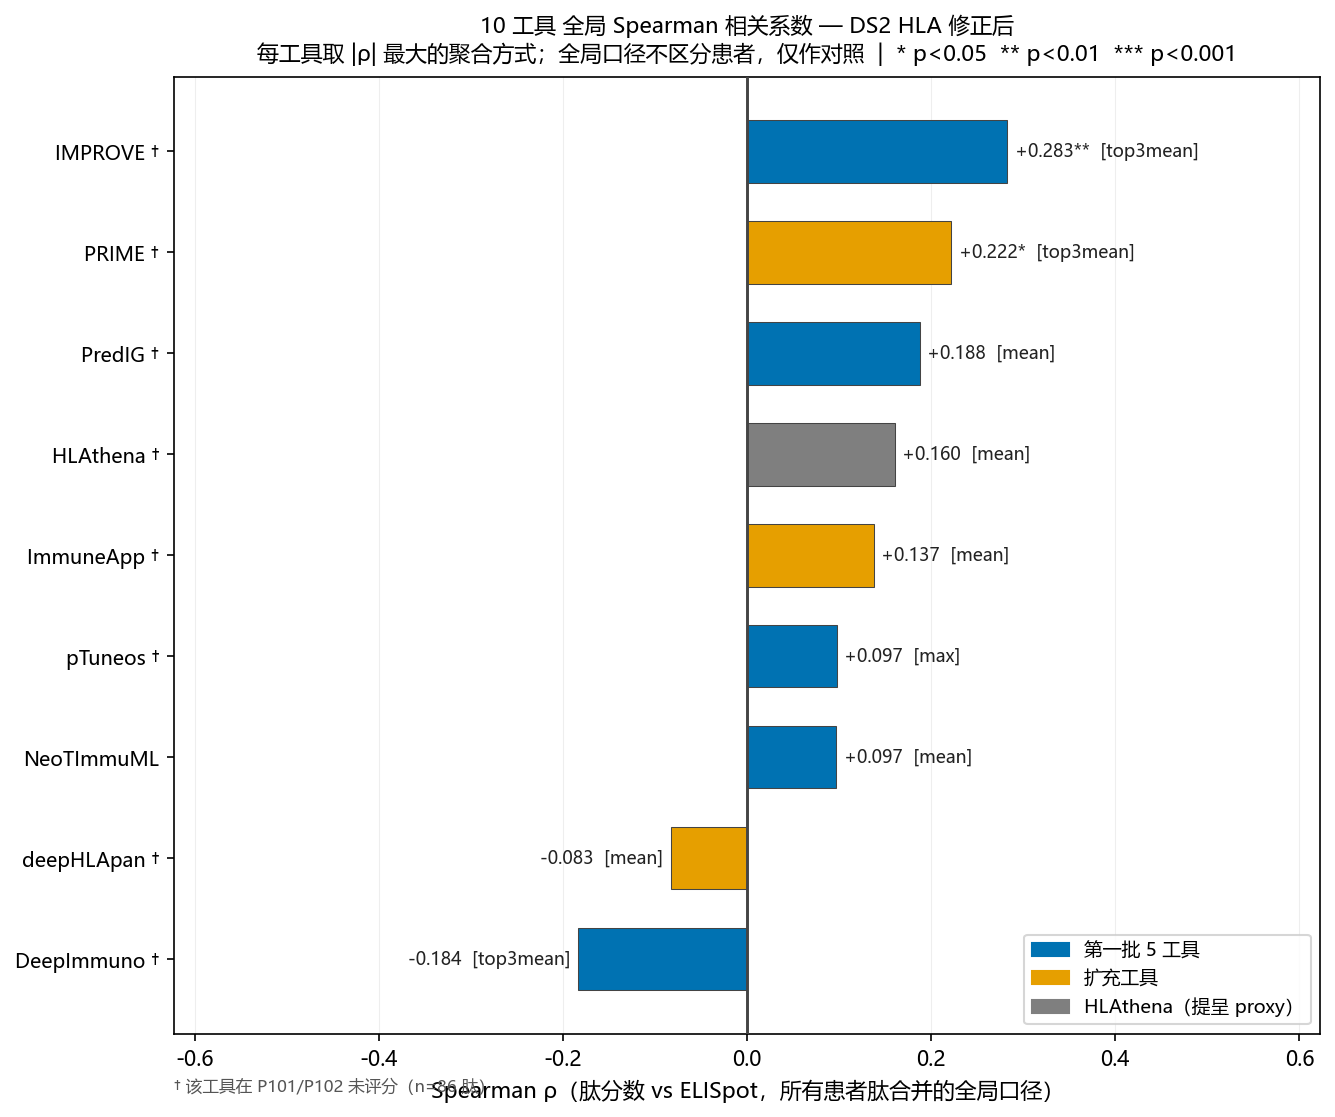 10 工具 全局 Spearman 相关系数 — DS2 HLA 修正后
每工具取 |ρ| 最大的聚合方式；全局口径不区分患者，仅作对照 | * p<0.05 ** p<0.01 *** p<0.001
IMPROVE † +0.283** [top3mean]
PRIME † +0.222* [top3mean]
PredIG † +0.188 [mean]
HLAthena † +0.160 [mean]
ImmuneApp † +0.137 [mean]
pTuneos † +0.097 [max]
NeoTImmuML +0.097 [mean]
deepHLApan † -0.083 [mean]
DeepImmuno † -0.184 [top3mean]
第一批 5 工具
扩充工具
HLAthena（提呈 proxy）
-0.6 -0.4 -0.2 0.0 0.2 0.4 0.6
† 该工具在 P101/P102 未评分（n=86 肽）
Spearman ρ（肽分数 vs ELISpot，所有患者肽合并的全局口径）